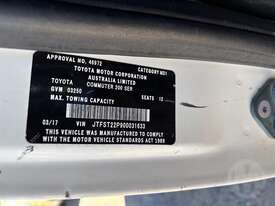 APPROVAL NO. 46972 CATEGORY MD1
TOYOTA MOTOR CORPORATION
AUSTRALIA LIMITED
TOYOTA COMMUTER 200 SER
GVM 03250 SEATS 12
MAX. TOWING CAPACITY
03/17 VIN JTFST22P900031633
THIS VEHICLE WAS MANUFACTURED TO
COMPLY WITH THE MOTOR VEHICLE
STANDARDS ACT 1989